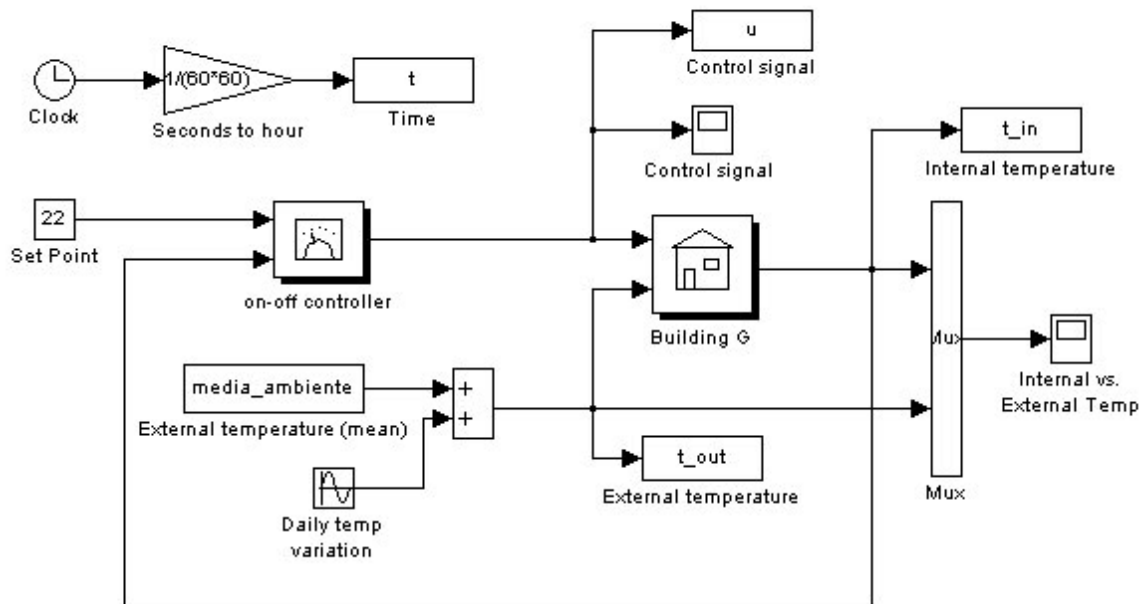 u
Control signal
1/(60*60)
t
Clock
Seconds to hour
Time
Control signal
t_in
Internal temperature
22
Set Point
on-off controller
Building G
Mux
Internal vs.
External Temp
media_ambiente
+
+
External temperature (mean)
t_out
External temperature
Mux
Daily temp
variation